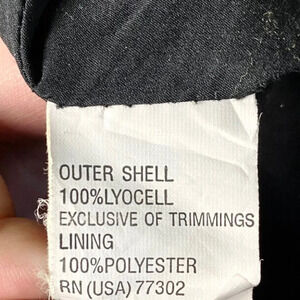 OUTER SHELL
100%LYOCELL
EXCLUSIVE OF TRIMMINGS
LINING
100%POLYESTER
RN (USA) 77302